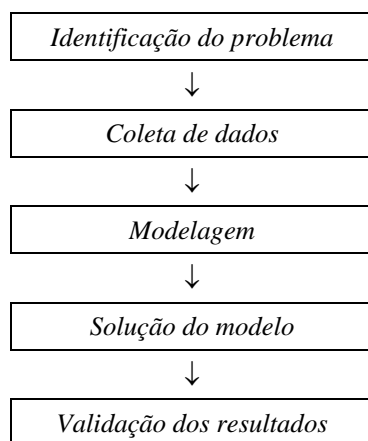 Identificação do problema
↓
Coleta de dados
↓
Modelagem
↓
Solução do modelo
↓
Validação dos resultados